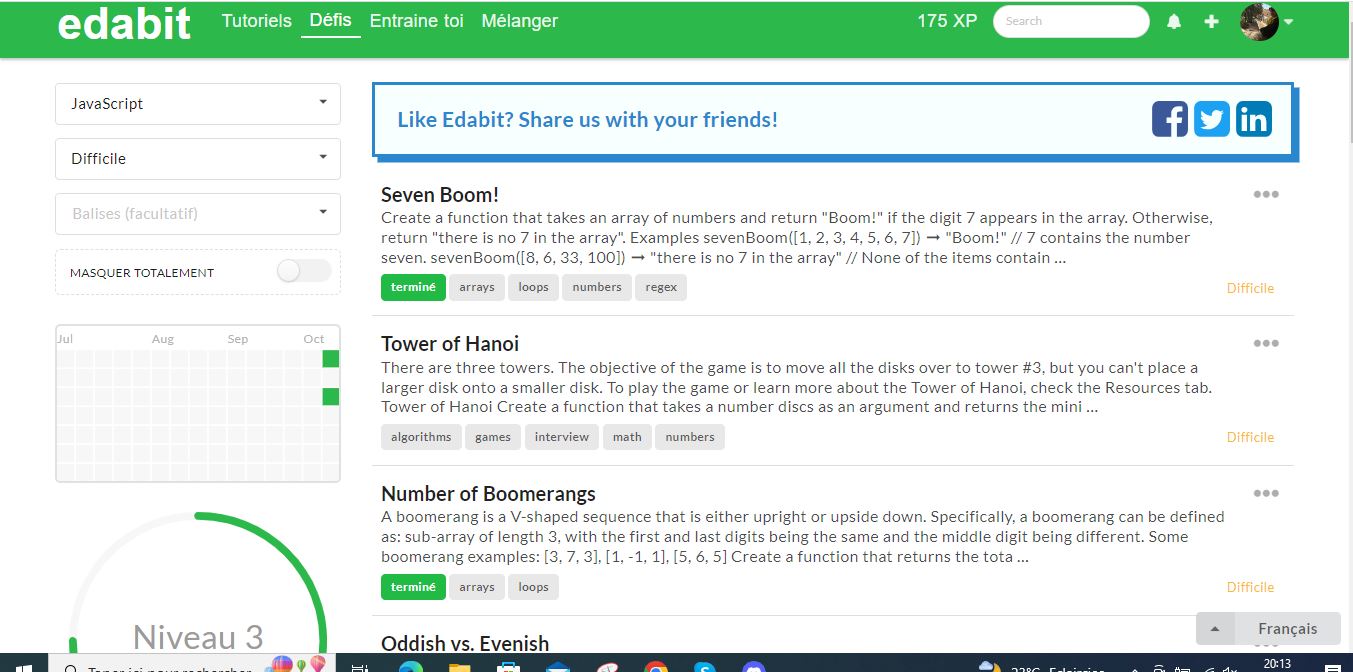 edabit
Tutoriels Défis Entraine toi Mélanger
175 XP
Search
JavaScript
Difficile
Balises (facultatif)
MASQUER TOTALEMENT
Jul Aug Sep Oct
Niveau 3
Like Edabit? Share us with your friends!
Seven Boom!
Create a function that takes an array of numbers and return "Boom!" if the digit 7 appears in the array. Otherwise,
return "there is no 7 in the array". Examples sevenBoom([1, 2, 3, 4, 5, 6, 7]) ➞ "Boom!" // 7 contains the number
seven. sevenBoom([8, 6, 33, 100]) ➞ "there is no 7 in the array" // None of the items contain ...
terminé arrays loops numbers regex
Difficile
Tower of Hanoi
There are three towers. The objective of the game is to move all the disks over to tower #3, but you can't place a
larger disk onto a smaller disk. To play the game or learn more about the Tower of Hanoi, check the Resources tab.
Tower of Hanoi Create a function that takes a number discs as an argument and returns the mini ...
algorithms games interview math numbers
Difficile
Number of Boomerangs
A boomerang is a V-shaped sequence that is either upright or upside down. Specifically, a boomerang can be defined
as: sub-array of length 3, with the first and last digits being the same and the middle digit being different. Some
boomerang examples: [3, 7, 3], [1, -1, 1], [5, 6, 5] Create a function that returns the tota ...
terminé arrays loops
Difficile
Oddish vs. Evenish
Français
Taper ici pour rechercher
22°C Eclaircies
20:13